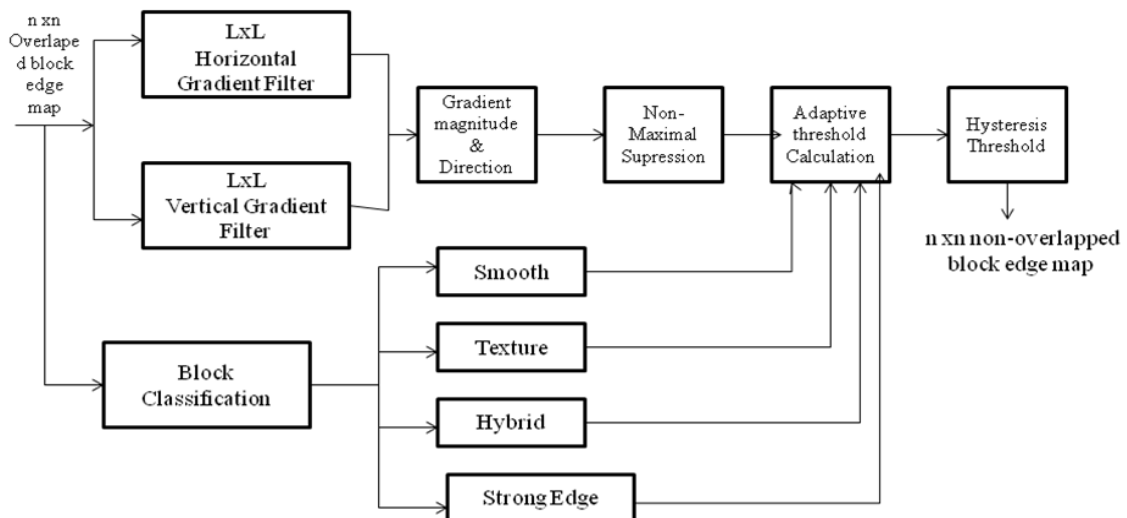 n xn
Overlape
d block
edge
map
LxL
Horizontal
Gradient Filter
LxL
Vertical Gradient
Filter
Gradient
magnitude
&
Direction
Non-
Maximal
Supression
Adaptive
threshold
Calculation
Hysteresis
Threshold
n xn non-overlapped
block edge map
Block
Classification
Smooth
Texture
Hybrid
Strong Edge